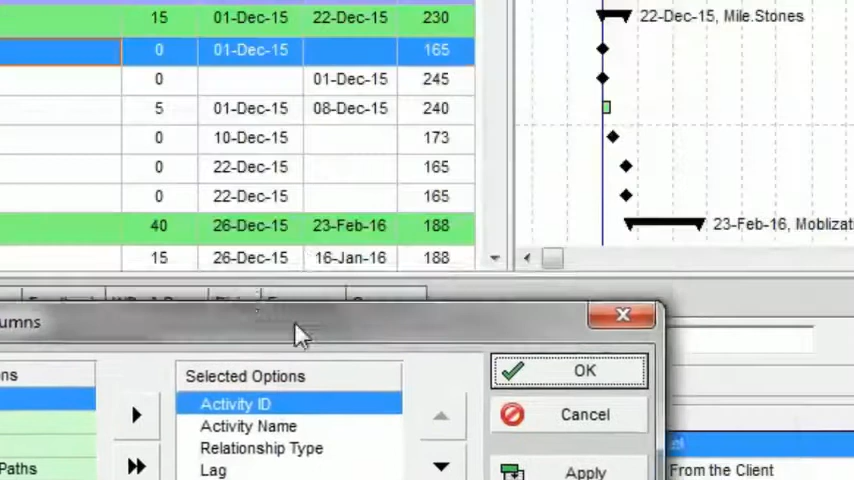 15 01-Dec-15 22-Dec-15 230 22-Dec-15, Mile.Stones
0 01-Dec-15 165
0 01-Dec-15 245
5 01-Dec-15 08-Dec-15 240
0 10-Dec-15 173
0 22-Dec-15 165
0 22-Dec-15 165
40 26-Dec-15 23-Feb-16 188 23-Feb-16, Moblizat
15 26-Dec-15 16-Jan-16 188
umns
ns
Selected Options
OK
Activity ID
Activity Name
Cancel
Relationship Type
Paths
Lag
Apply
From the Client